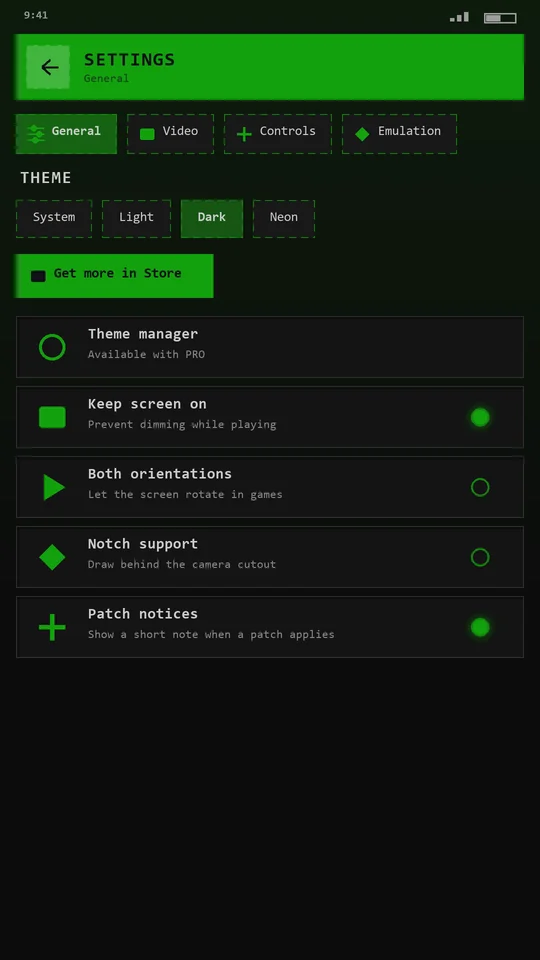 9:41
SETTINGS
General
General
Video
Controls
Emulation
THEME
System
Light
Dark
Neon
Get more in Store
Theme manager
Available with PRO
Keep screen on
Prevent dimming while playing
Both orientations
Let the screen rotate in games
Notch support
Draw behind the camera cutout
Patch notices
Show a short note when a patch applies